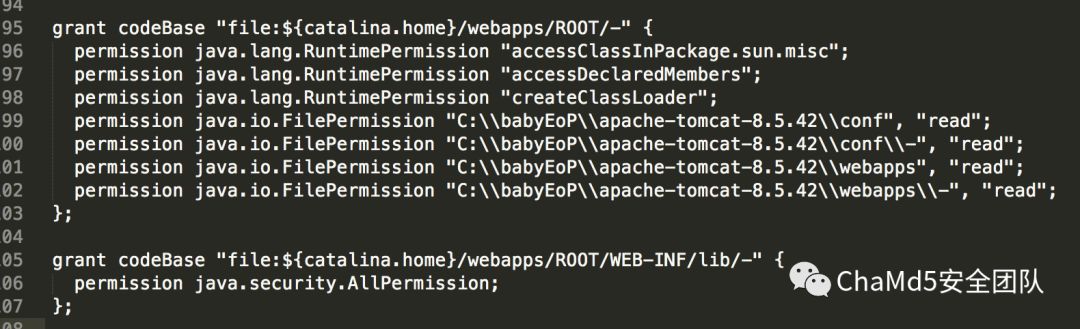 94
95 grant codeBase "file:${catalina.home}/webapps/ROOT/-" {
96 permission java.lang.RuntimePermission "accessClassInPackage.sun.misc";
97 permission java.lang.RuntimePermission "accessDeclaredMembers";
98 permission java.lang.RuntimePermission "createClassLoader";
99 permission java.io.FilePermission "C:\\babyEoP\\apache-tomcat-8.5.42\\conf", "read";
00 permission java.io.FilePermission "C:\\babyEoP\\apache-tomcat-8.5.42\\conf\\-", "read";
01 permission java.io.FilePermission "C:\\babyEoP\\apache-tomcat-8.5.42\\webapps", "read";
02 permission java.io.FilePermission "C:\\babyEoP\\apache-tomcat-8.5.42\\webapps\\-", "read";
03 };
04
05 grant codeBase "file:${catalina.home}/webapps/ROOT/WEB-INF/lib/-" {
06 permission java.security.AllPermission;
07 };
08
ChaMd5安全团队